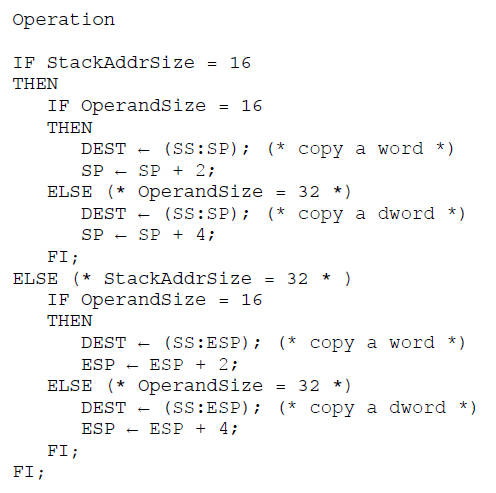 Operation
IF StackAddrSize = 16
THEN
IF OperandSize = 16
THEN
DEST ← (SS:SP); (* copy a word *)
SP ← SP + 2;
ELSE (* OperandSize = 32 *)
DEST ← (SS:SP); (* copy a dword *)
SP ← SP + 4;
FI;
ELSE (* StackAddrSize = 32 * )
IF OperandSize = 16
THEN
DEST ← (SS:ESP); (* copy a word *)
ESP ← ESP + 2;
ELSE (* OperandSize = 32 *)
DEST ← (SS:ESP); (* copy a dword *)
ESP ← ESP + 4;
FI;
FI;